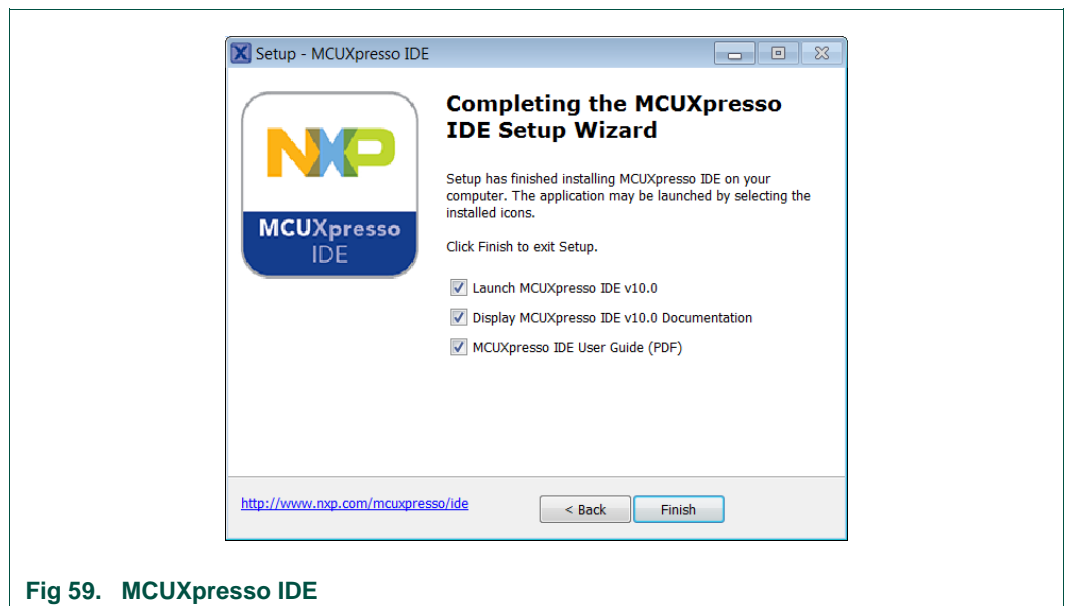 Setup - MCUXpresso IDE
NXP
MCUXpresso
IDE
Completing the MCUXpresso
IDE Setup Wizard
Setup has finished installing MCUXpresso IDE on your
computer. The application may be launched by selecting the
installed icons.
Click Finish to exit Setup.
Launch MCUXpresso IDE v10.0
Display MCUXpresso IDE v10.0 Documentation
MCUXpresso IDE User Guide (PDF)
http://www.nxp.com/mcuxpresso/ide
< Back
Finish
Fig 59. MCUXpresso IDE